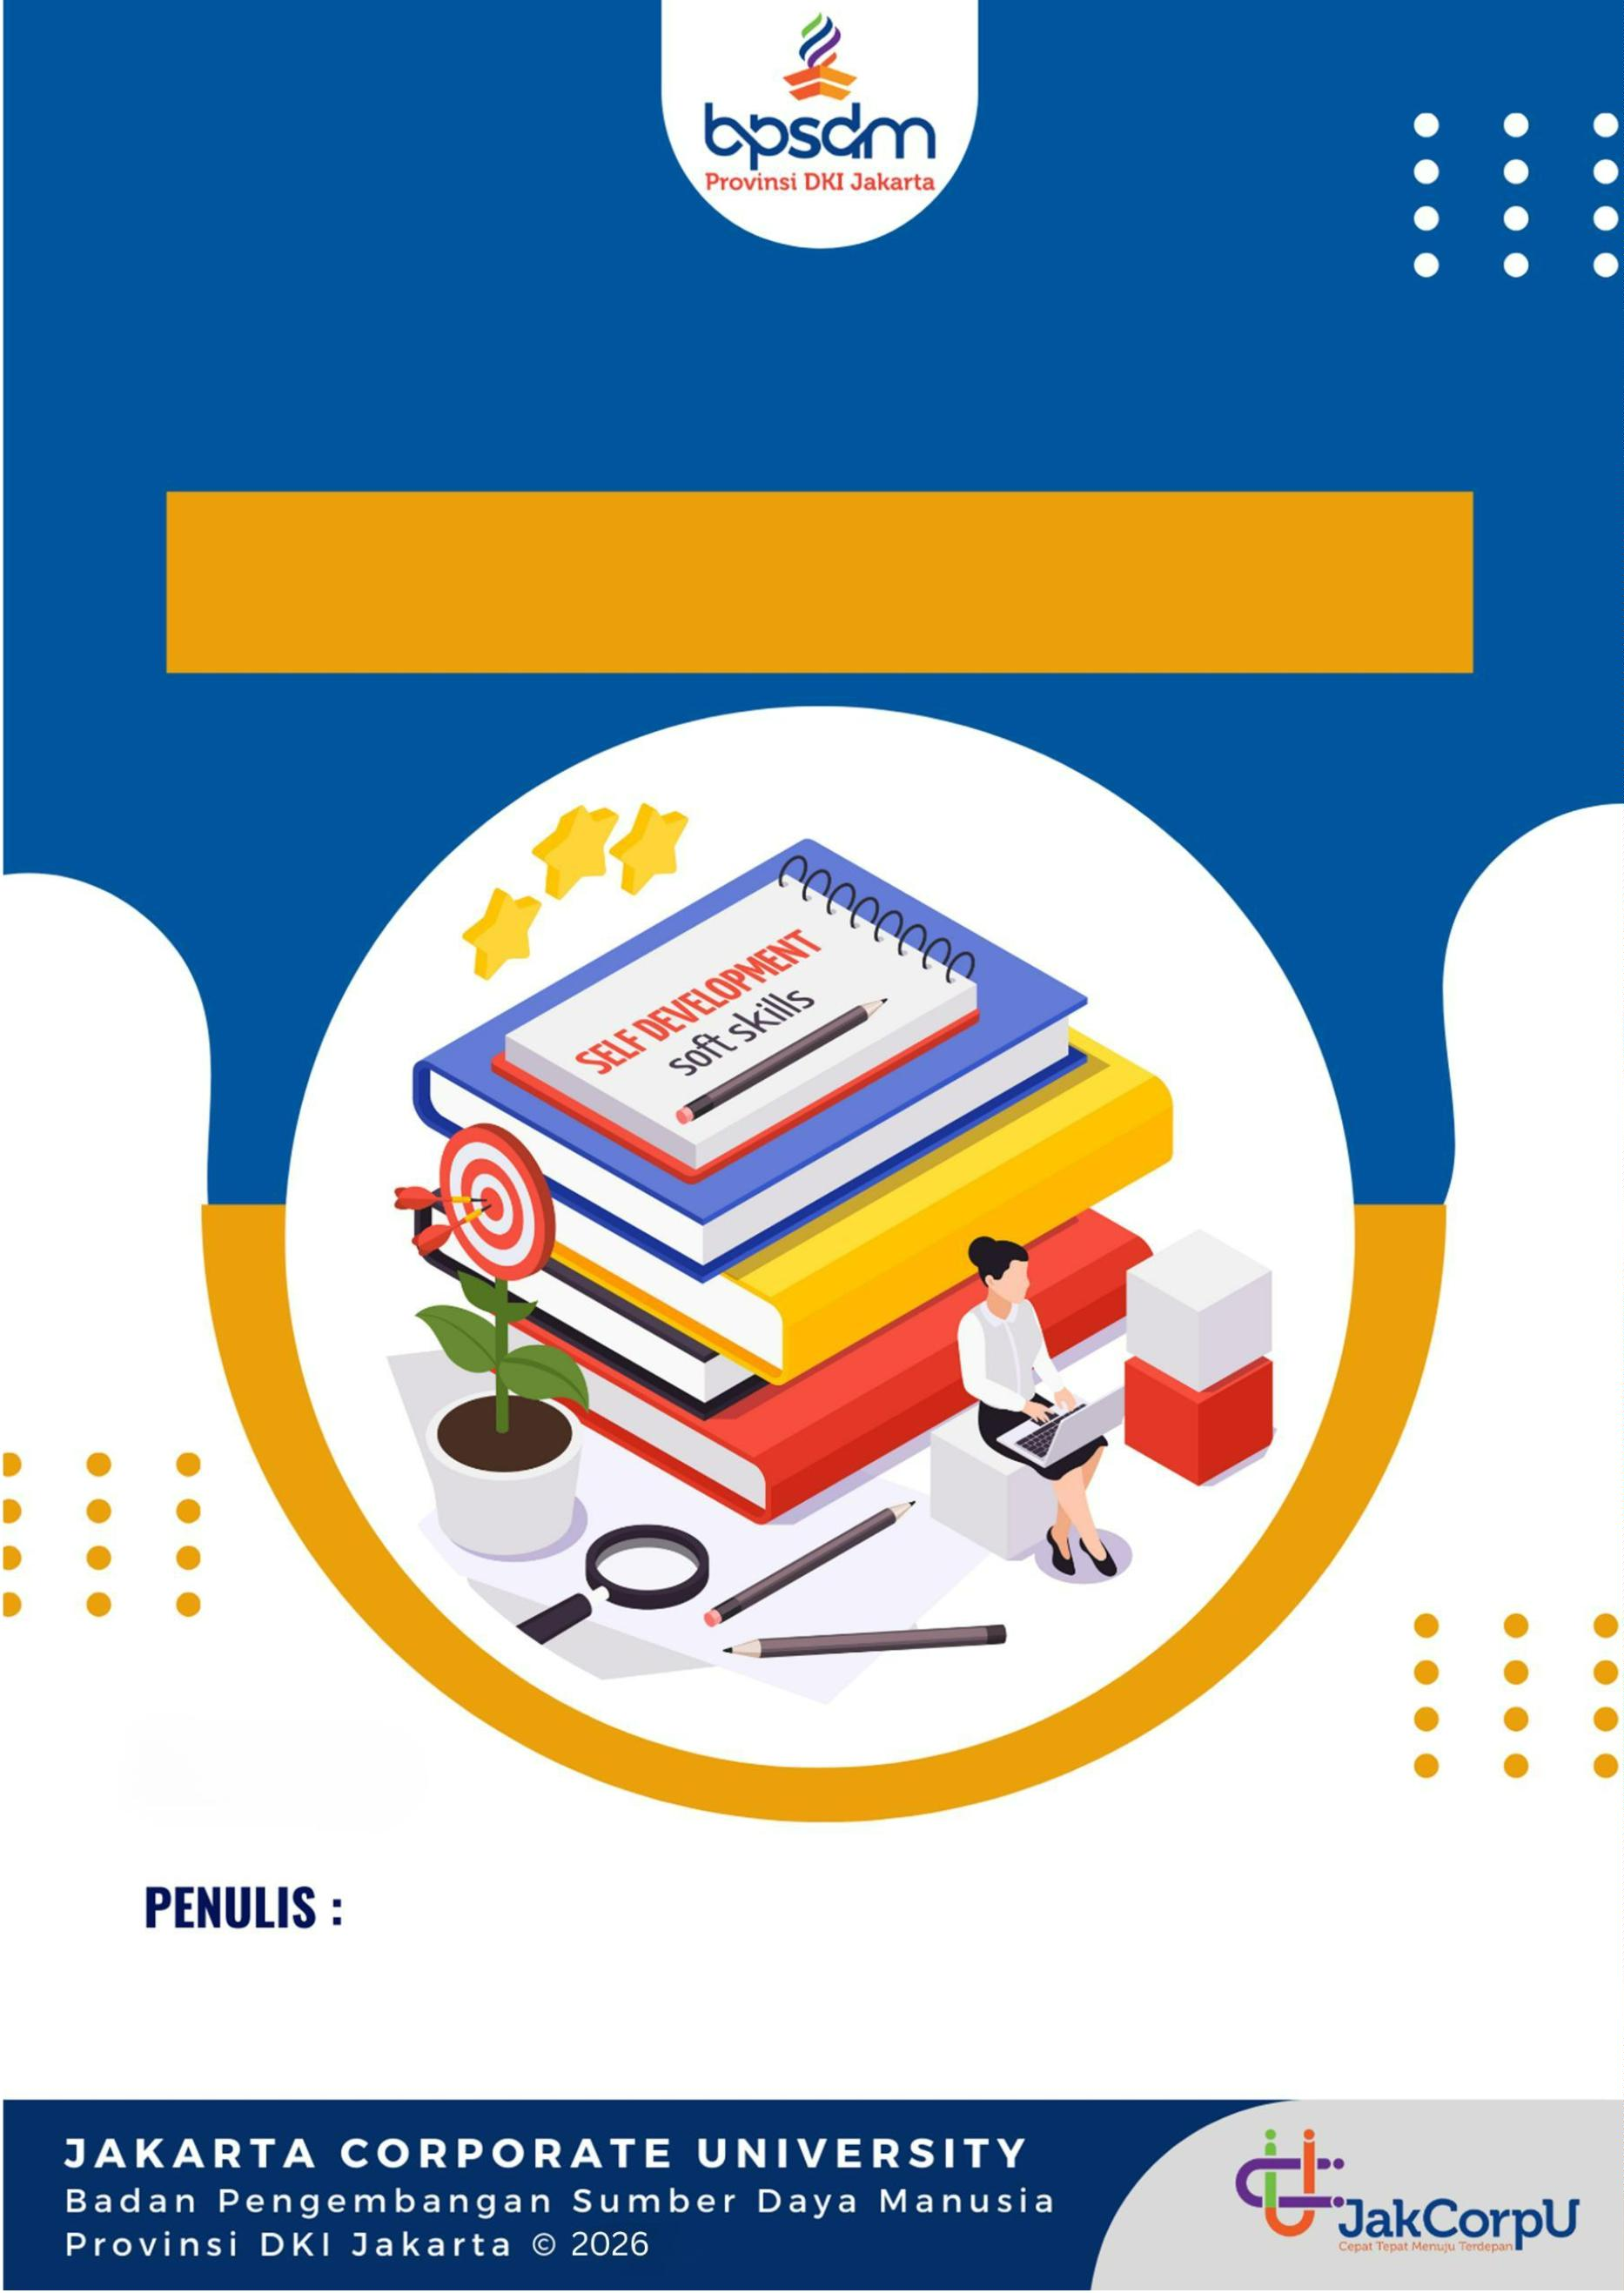 bpsdm
Provinsi DKI Jakarta
SELF DEVELOPMENT
soft skills
PENULIS :
JAKARTA CORPORATE UNIVERSITY
Badan Pengembangan Sumber Daya Manusia
Provinsi DKI Jakarta © 2026
JakCorpU
Cepat Tepat Menuju Terdepan